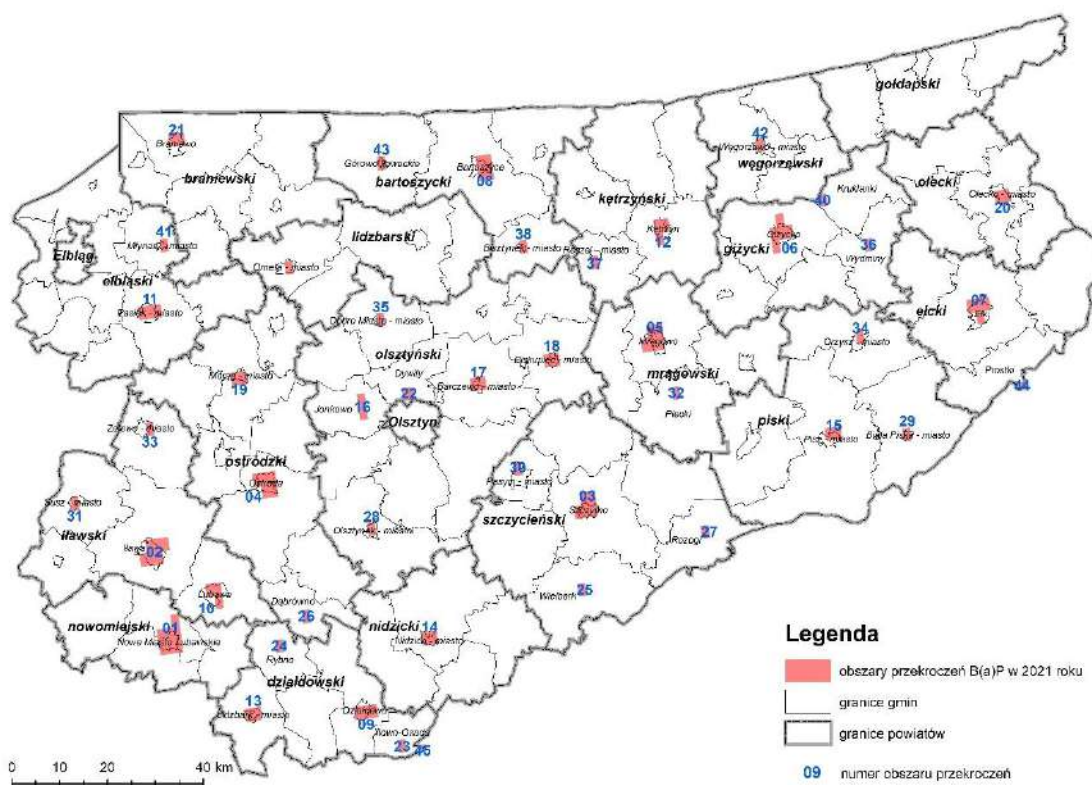 gołdapski
21
Braniewo
braniewski
43
Górowo Iławeckie
bartoszycki
Bartoszyce
08
42
Węgorzewo - miasto
węgorzewski
kętrzyński
Kętrzyn
12
olecki
Olecko - miasto
20
Kruklanki
40
41
Młynary - miasto
Elbląg
elbląski
lidzbarski
Orneta - miasto
38
Bisztynek - miasto
Reszel - miasto
37
giżycki
Giżycko
06
36
Wydminy
11
Pasłęk - miasto
35
Dobre Miasto - miasto
olsztyński
Dywity
22
18
Biskupiec - miasto
17
Barczewo - miasto
05
Mrągowo
mrągowski
32
Piecki
34
Orzysz - miasto
ełcki
07
Ełk
Prostki
44
Morąg - miasto
19
Jonkowo
16
Olsztyn
Zalewo - miasto
33
ostródzki
Ostróda
04
piski
15
Pisz - miasto
29
Biała Piska - miasto
Pasym - miasto
szczycieński
03
Szczytno
Susz - miasto
31
iławski
Iława
02
28
Olsztynek - miasto
Rozogi
27
Lubawa
10
Dąbrówno
26
Wielbark
25
nowomiejski
01
Nowe Miasto Lubawskie
nidzicki
14
Nidzica - miasto
24
Rybno
działdowski
13
Lidzbark - miasto
Działdowo
09
Iłowo-Osada
23
45
Legenda
obszary przekroczeń B(a)P w 2021 roku
granice gmin
granice powiatów
09 numer obszaru przekroczeń
0 10 20 40 km